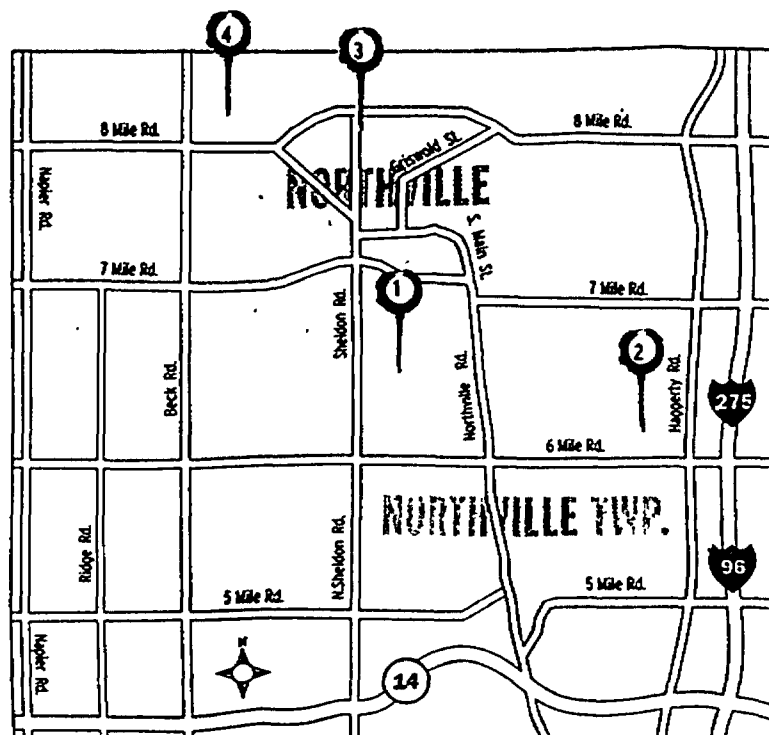 4
3
8 Mile Rd.
8 Mile Rd.
Griswold St.
Napier Rd.
NORTHVILLE
S. Main St.
7 Mile Rd.
1
7 Mile Rd.
Sheldon Rd.
2
Beck Rd.
Northville Rd.
Haggerty Rd.
275
6 Mile Rd.
NORTHVILLE TWP.
Ridge Rd.
N.Sheldon Rd.
96
5 Mile Rd.
5 Mile Rd.
N
Napier Rd.
14